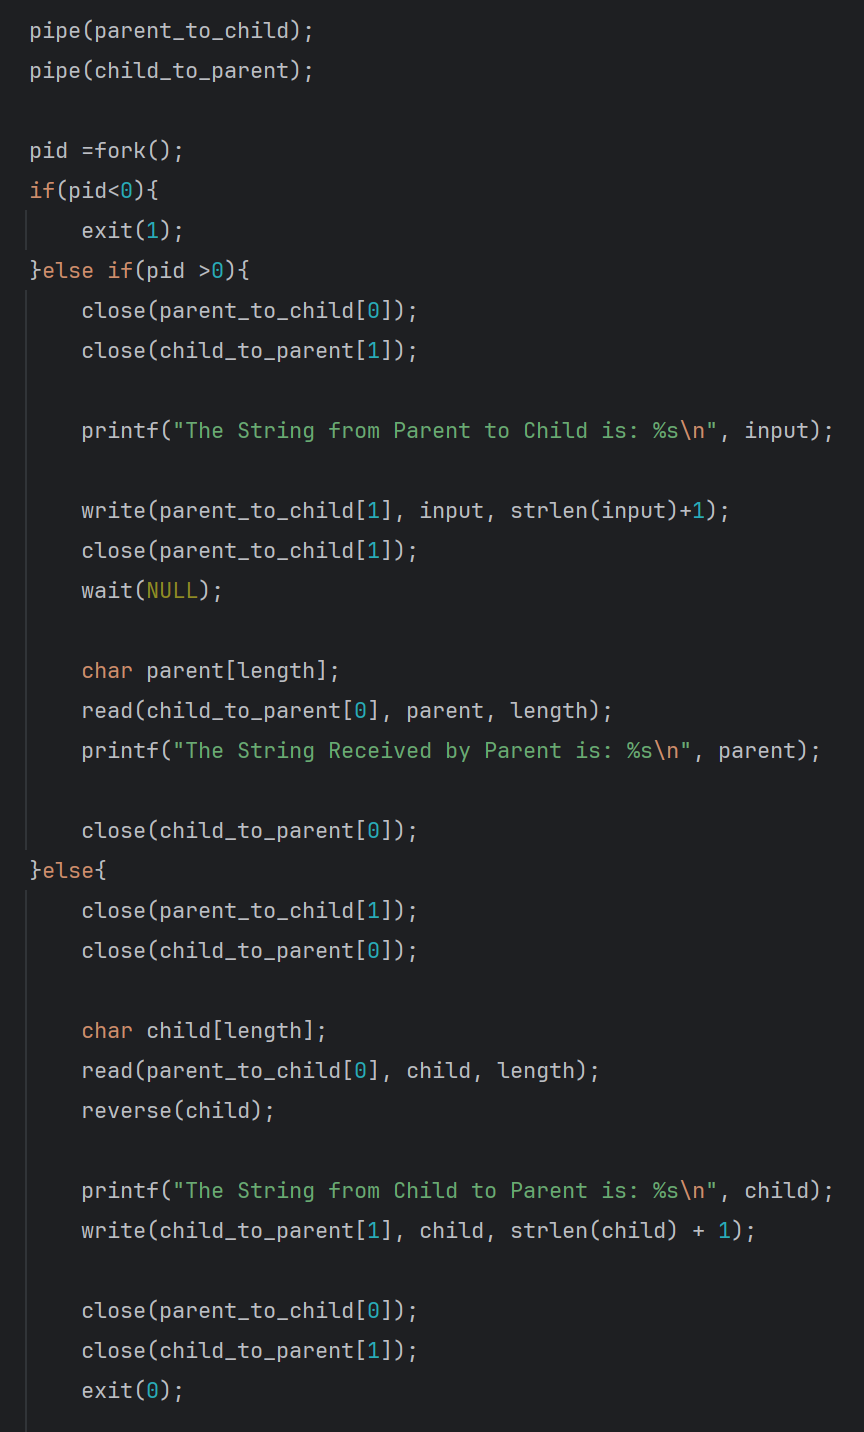 pipe(parent_to_child);
pipe(child_to_parent);
pid =fork();
if(pid<0){
    exit(1);
}else if(pid >0){
    close(parent_to_child[0]);
    close(child_to_parent[1]);
    printf("The String from Parent to Child is: %s\n", input);
    write(parent_to_child[1], input, strlen(input)+1);
    close(parent_to_child[1]);
    wait(NULL);
    char parent[length];
    read(child_to_parent[0], parent, length);
    printf("The String Received by Parent is: %s\n", parent);
    close(child_to_parent[0]);
}else{
    close(parent_to_child[1]);
    close(child_to_parent[0]);
    char child[length];
    read(parent_to_child[0], child, length);
    reverse(child);
    printf("The String from Child to Parent is: %s\n", child);
    write(child_to_parent[1], child, strlen(child) + 1);
    close(parent_to_child[0]);
    close(child_to_parent[1]);
    exit(0);